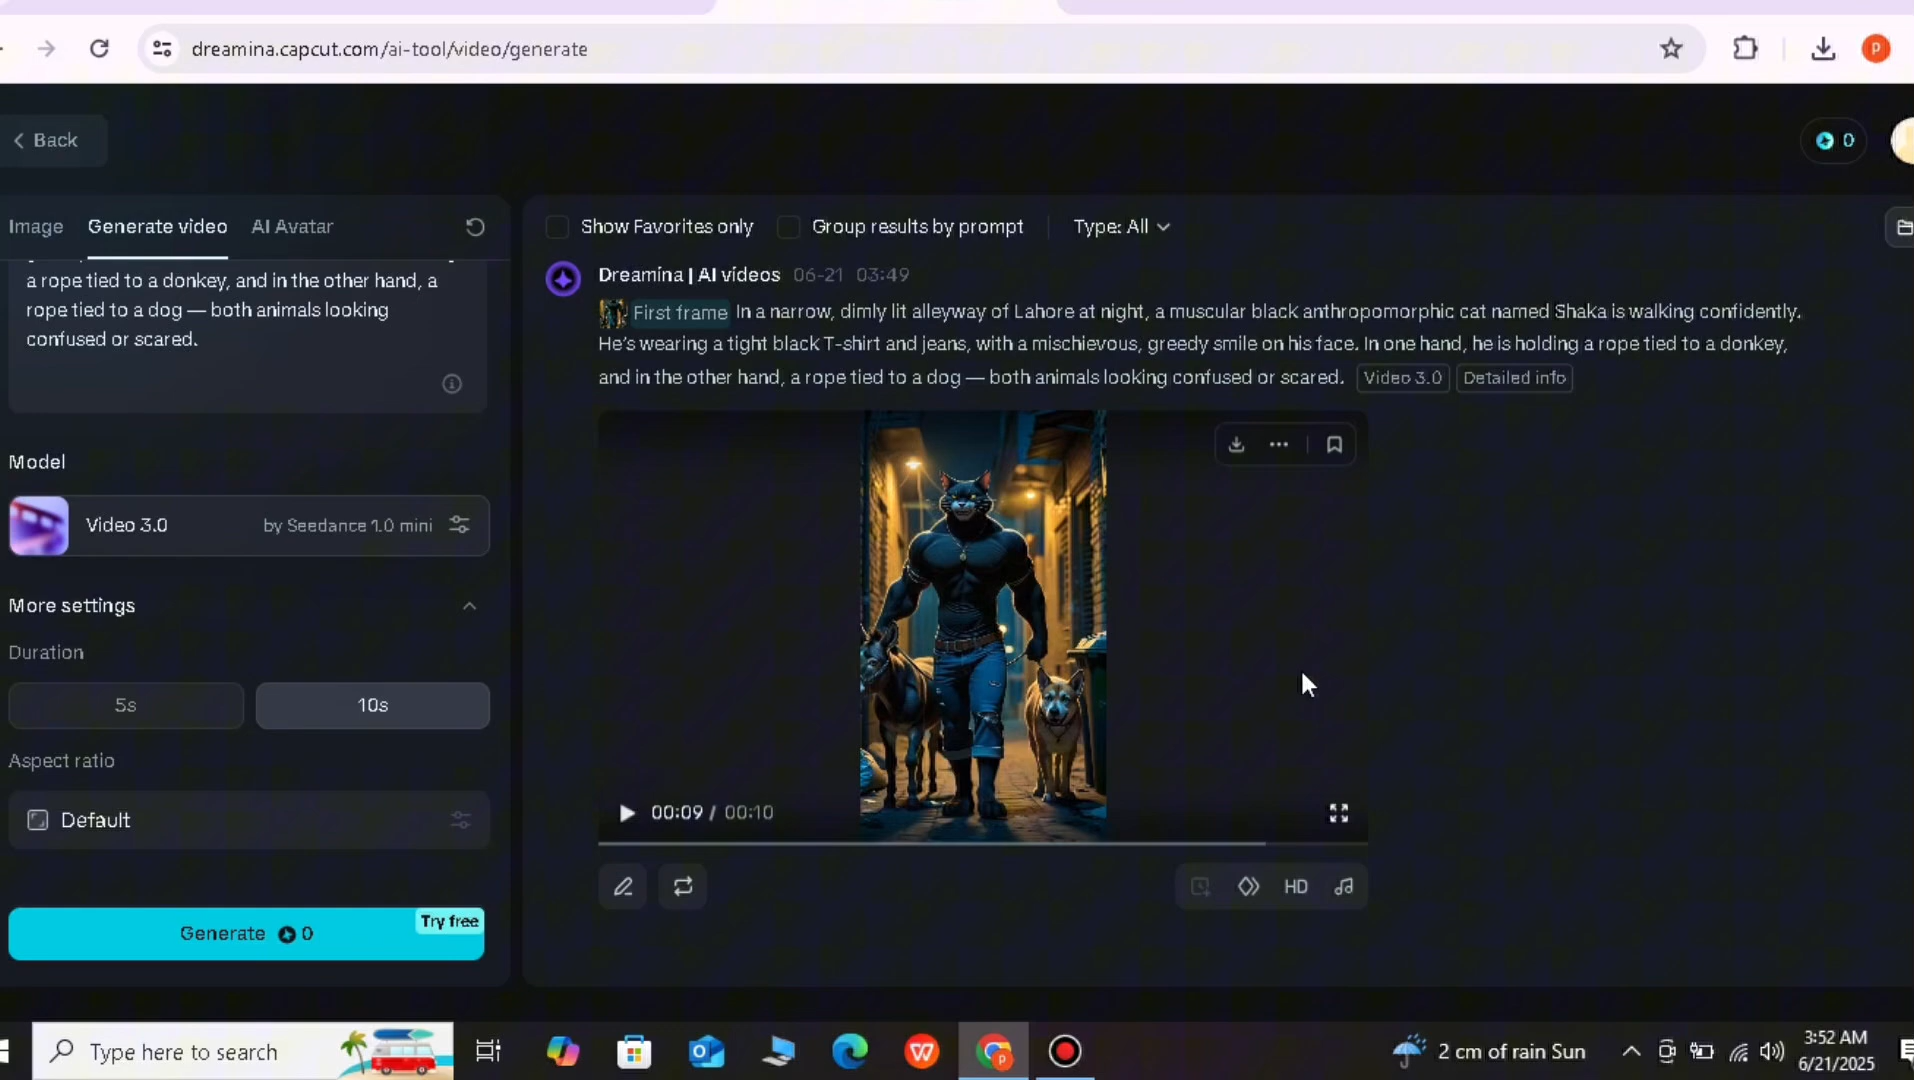 dreamina.capcut.com/ai-tool/video/generate
P
Back
0
Image
Generate video
AI Avatar
Show Favorites only
Group results by prompt
Type: All
a rope tied to a donkey, and in the other hand, a
rope tied to a dog — both animals looking
confused or scared.
Dreamina | AI videos 06-21 03:49
First frame In a narrow, dimly lit alleyway of Lahore at night, a muscular black anthropomorphic cat named Shaka is walking confidently.
He's wearing a tight black T-shirt and jeans, with a mischievous, greedy smile on his face. In one hand, he is holding a rope tied to a donkey,
and in the other hand, a rope tied to a dog — both animals looking confused or scared. Video 3.0 Detailed info
Model
Video 3.0 by Seedance 1.0 mini
More settings
Duration
5s
10s
Aspect ratio
Default
00:09 / 00:10
HD
Try free
Generate 0
Type here to search
2 cm of rain Sun
3:52 AM
6/21/2025